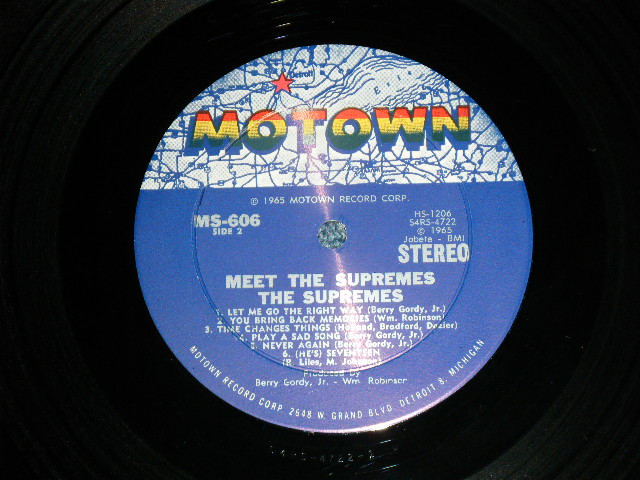 Detroit
ERIE
MOTOWN
© 1965 MOTOWN RECORD CORP.
MS-606
SIDE 2
HS-1206
S4RS-4722
© 1965
Jobete - BMI
STEREO
MEET THE SUPREMES
THE SUPREMES
1. LET ME GO THE RIGHT WAY (Berry Gordy, Jr.)
2. YOU BRING BACK MEMORIES (Wm. Robinson)
3. TIME CHANGES THINGS (Holland, Bradford, Dozier)
4. PLAY A SAD SONG (Berry Gordy, Jr.)
5. NEVER AGAIN (Berry Gordy, Jr.)
6. (HE'S) SEVENTEEN
(R. Liles, M. Johnson)
Produced by
Berry Gordy, Jr. - Wm Robinson
MOTOWN RECORD CORP. 2648 W. GRAND BLVD. DETROIT 8, MICHIGAN